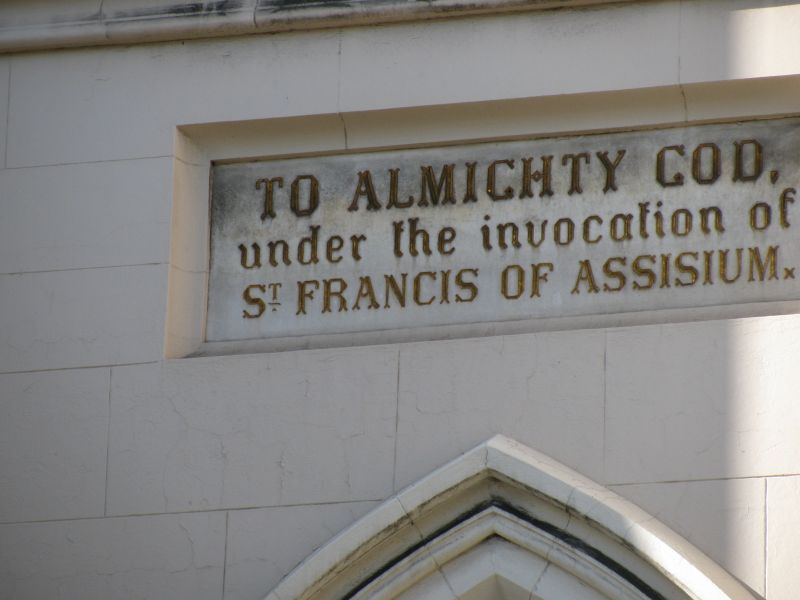 TO ALMIGHTY GOD,
under the invocation of
ST FRANCIS OF ASSISIUM.